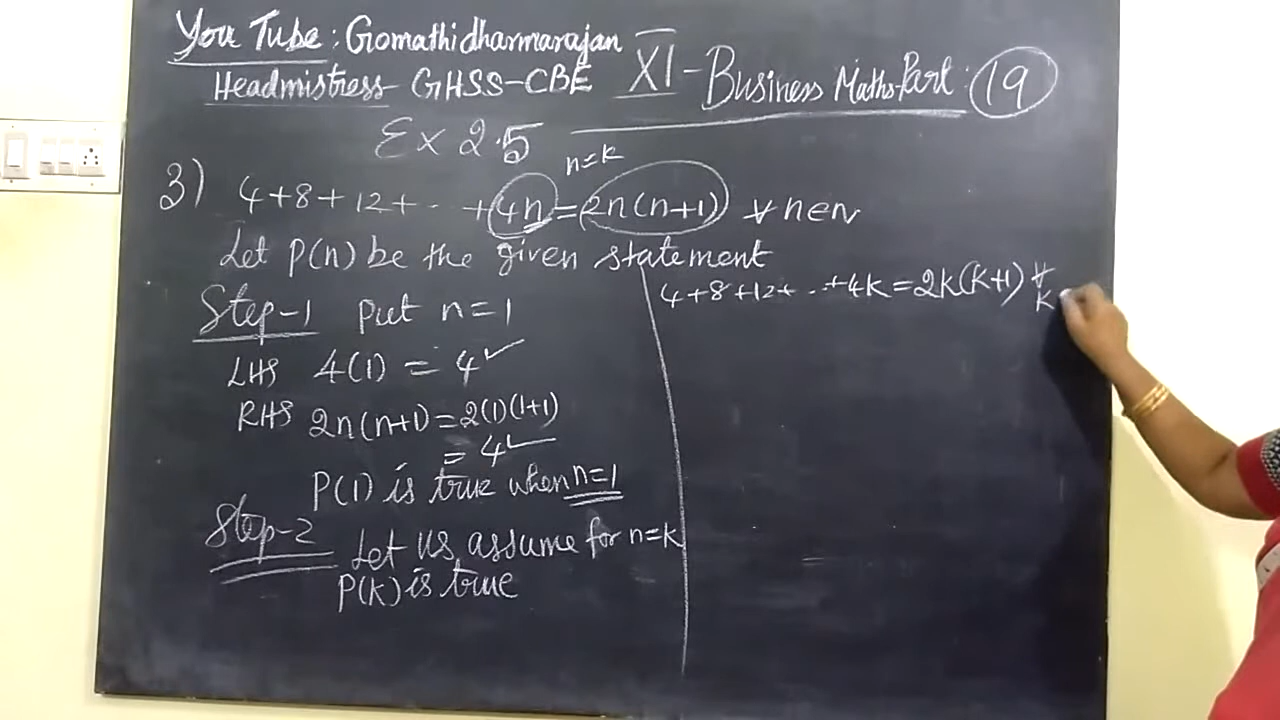 You Tube : Gomathidharmarajan
Headmistress - GHSS-CBE XI - Business Maths-Part : 19
Ex 2.5
n=k
3) 4+8+12+ . . +4n=2n(n+1) ∀ n∈N
Let P(n) be the given statement
Step-1 Put n=1
LHS 4(1) = 4 ✓
RHS 2n(n+1)=2(1)(1+1)
= 4 ✓
P(1) is true when n=1
Step-2 Let us assume for n=k
P(k) is true
4+8+12+ . . +4k=2k(k+1) ∀
k